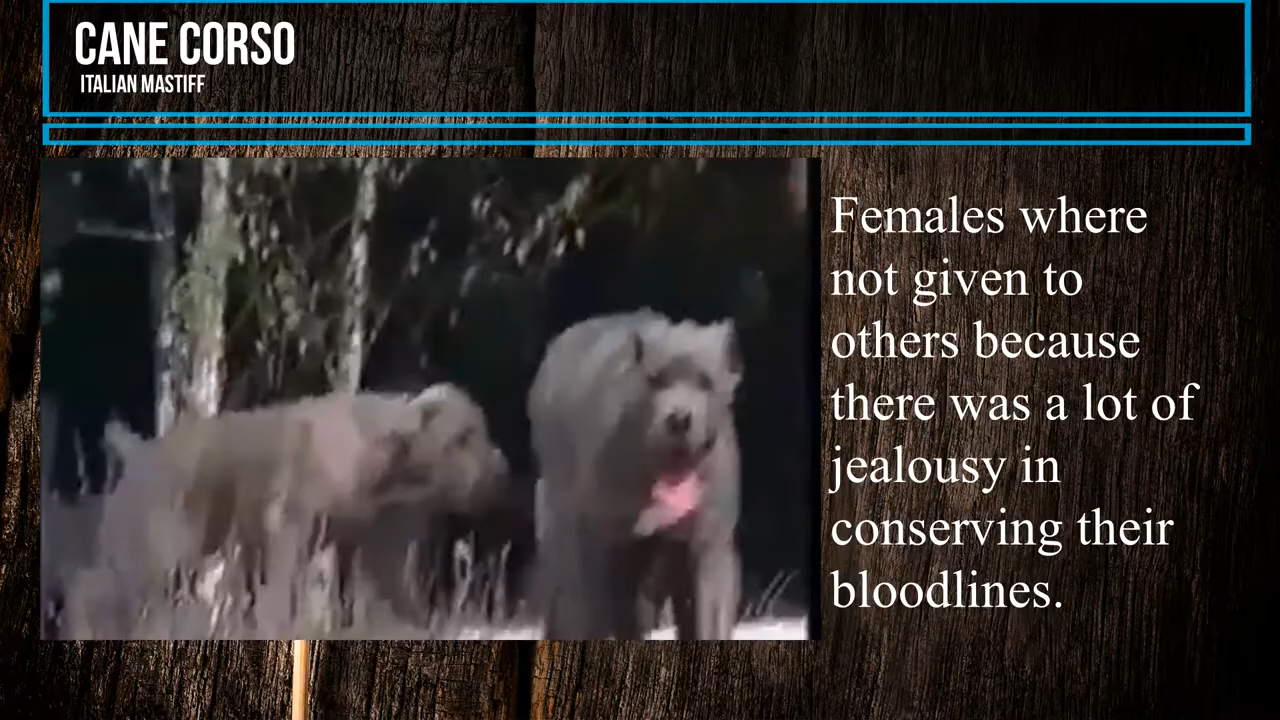 CANE CORSO
ITALIAN MASTIFF
Females where
not given to
others because
there was a lot of
jealousy in
conserving their
bloodlines.